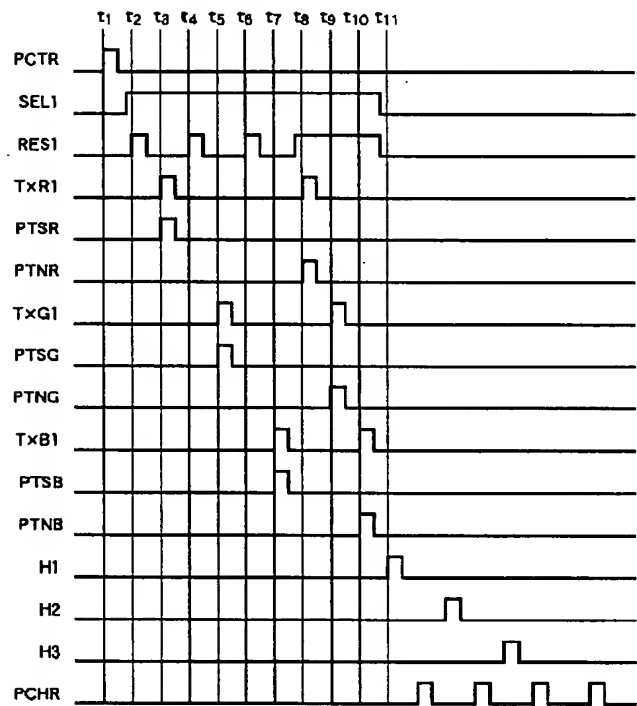 t1 t2 t3 t4 t5 t6 t7 t8 t9 t10 t11
PCTR
SEL1
RES1
TxR1
PTSR
PTNR
TxG1
PTSG
PTNG
TxB1
PTSB
PTNB
H1
H2
H3
PCHR